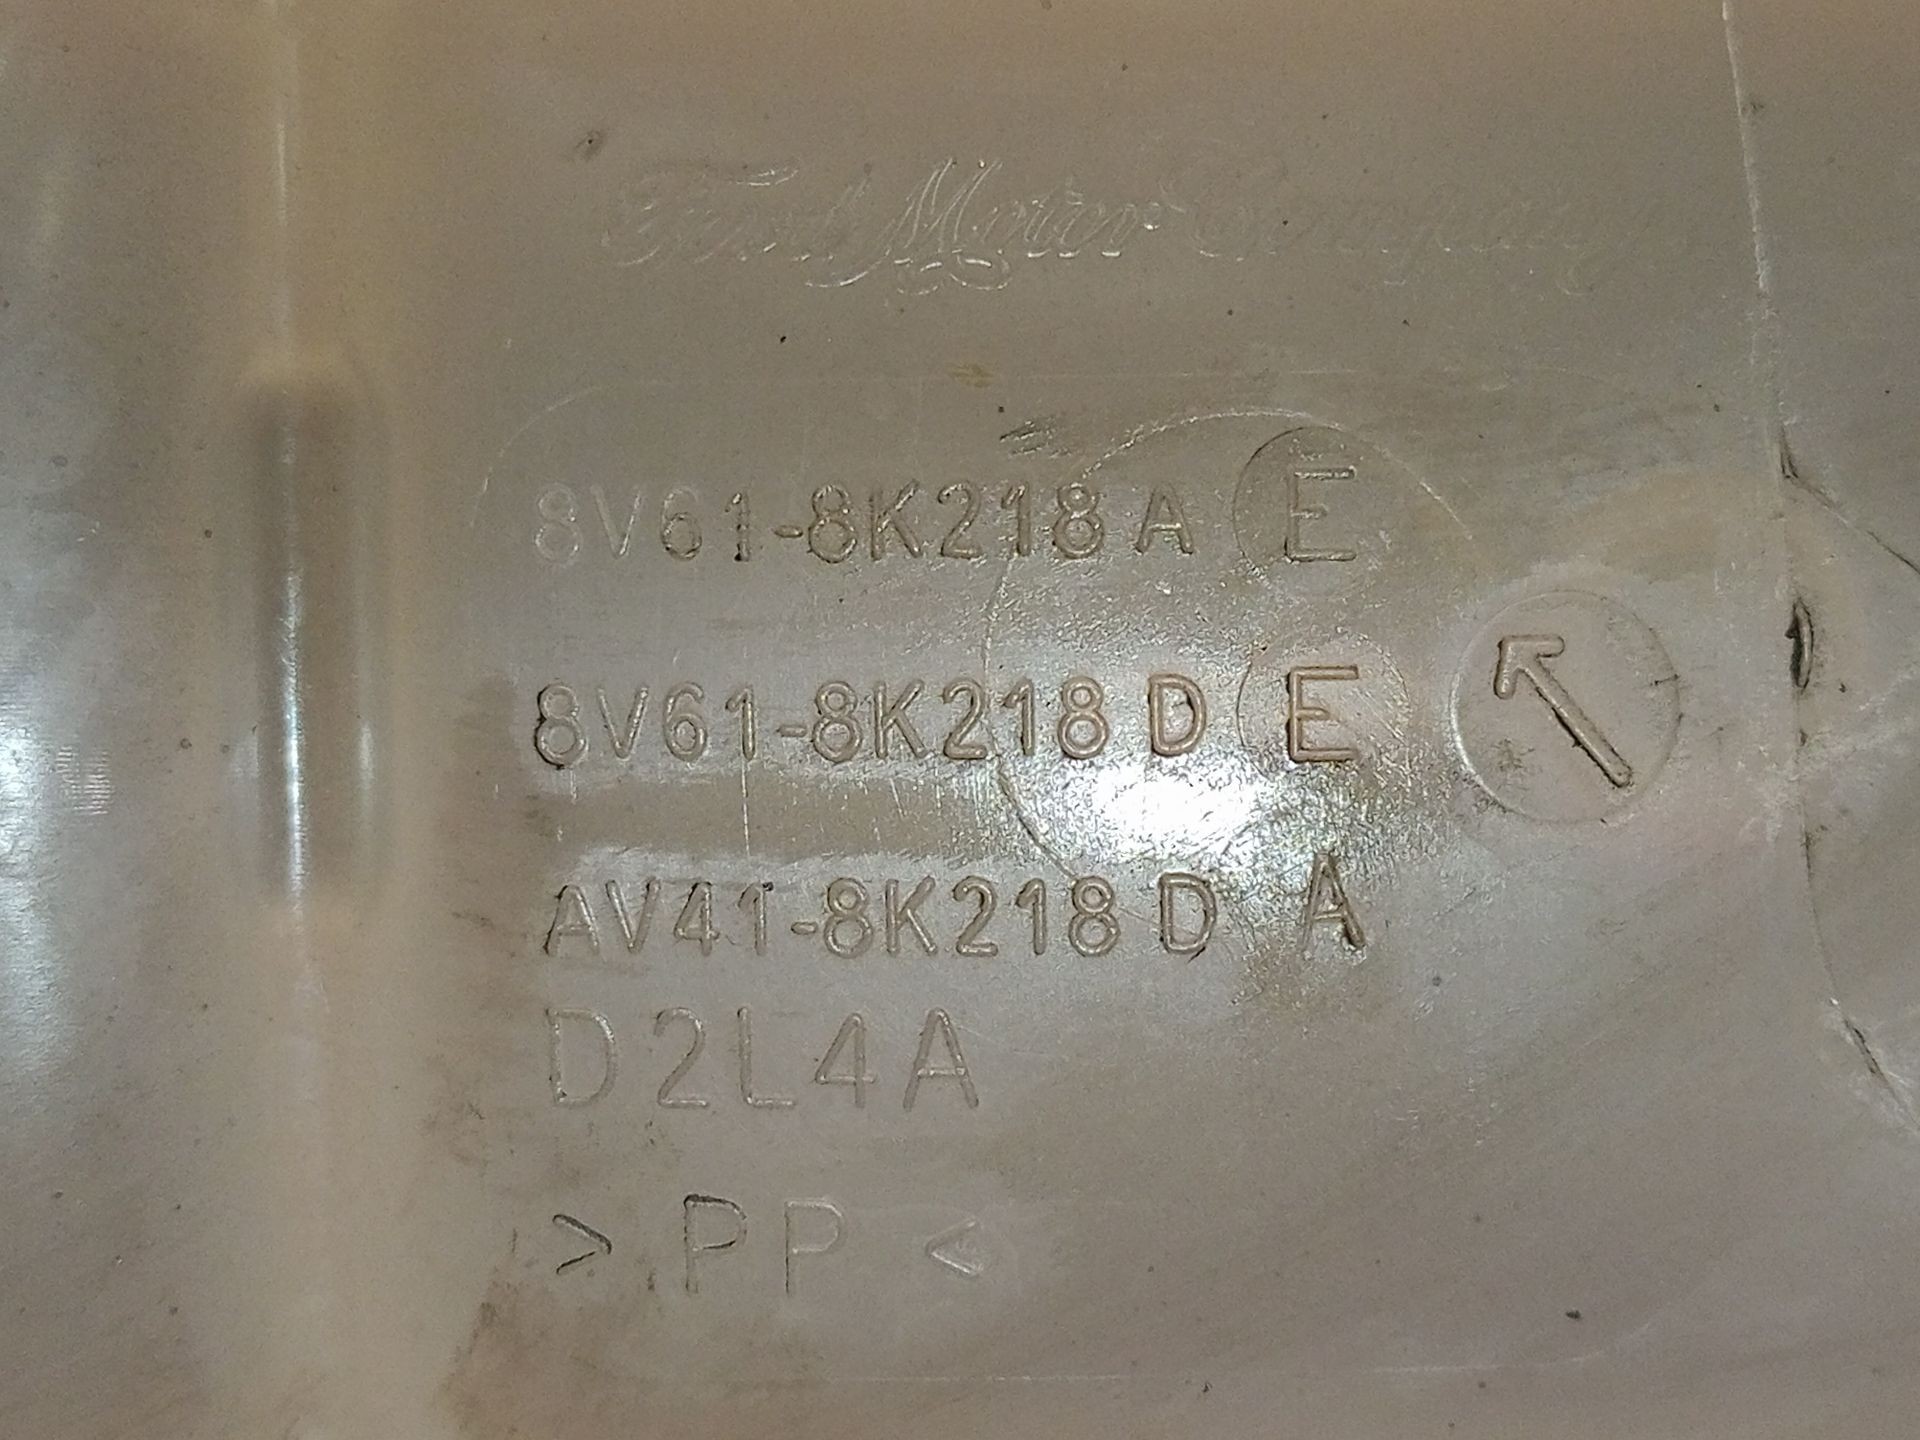 Ford Motor Company
8V61-8K218 A E
8V61-8K218 D E
AV41-8K218 D A
D2L4A
> PP <